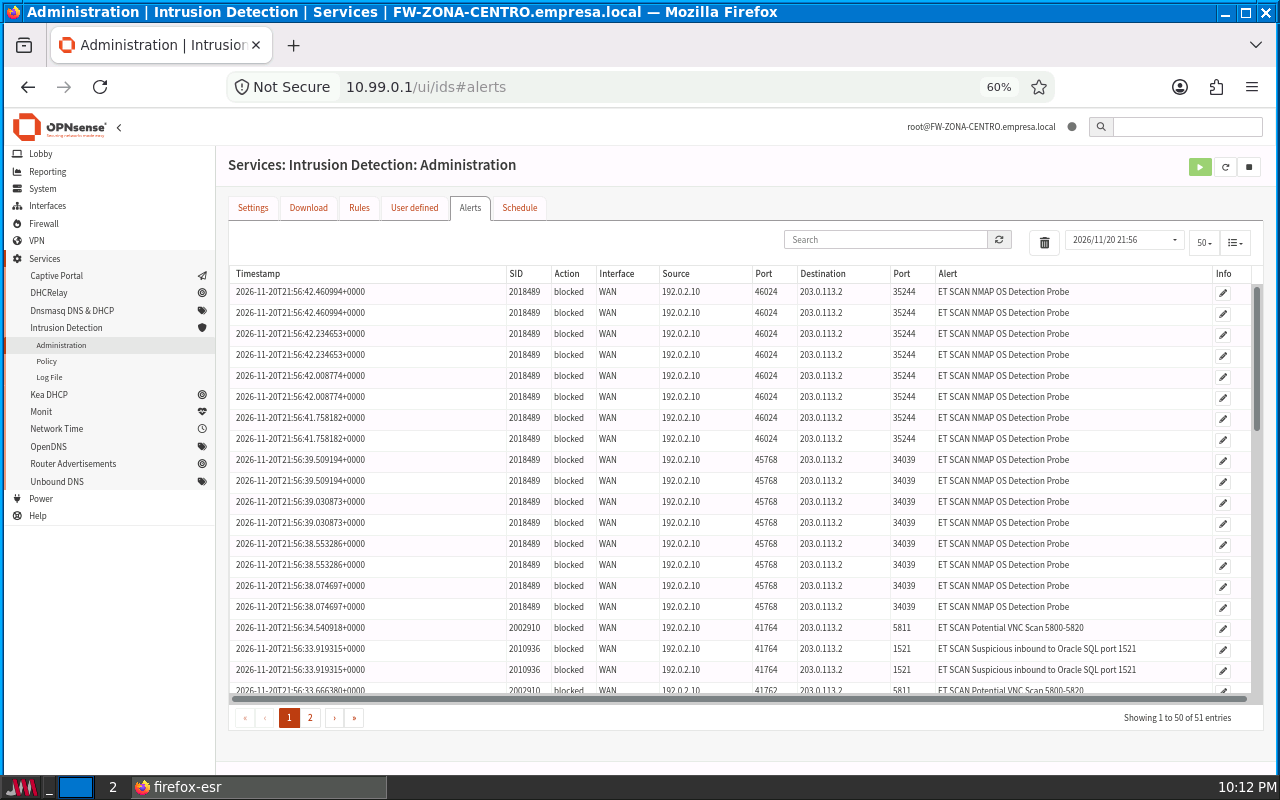 Administration | Intrusion Detection | Services | FW-ZONA-CENTRO.empresa.local — Mozilla Firefox
Administration | Intrusion
Not Secure 10.99.0.1/ui/ids#alerts 60%
OPNsense
root@FW-ZONA-CENTRO.empresa.local
Lobby
Reporting
System
Interfaces
Firewall
VPN
Services
Captive Portal
DHCRelay
Dnsmasq DNS & DHCP
Intrusion Detection
Administration
Policy
Log File
Kea DHCP
Monit
Network Time
OpenDNS
Router Advertisements
Unbound DNS
Power
Help
Services: Intrusion Detection: Administration
Settings Download Rules User defined Alerts Schedule
Search 2026/11/20 21:56 50
Timestamp SID Action Interface Source Port Destination Port Alert Info
2026-11-20T21:56:42.460994+0000 2018489 blocked WAN 192.0.2.10 46024 203.0.113.2 35244 ET SCAN NMAP OS Detection Probe
2026-11-20T21:56:42.460994+0000 2018489 blocked WAN 192.0.2.10 46024 203.0.113.2 35244 ET SCAN NMAP OS Detection Probe
2026-11-20T21:56:42.234653+0000 2018489 blocked WAN 192.0.2.10 46024 203.0.113.2 35244 ET SCAN NMAP OS Detection Probe
2026-11-20T21:56:42.234653+0000 2018489 blocked WAN 192.0.2.10 46024 203.0.113.2 35244 ET SCAN NMAP OS Detection Probe
2026-11-20T21:56:42.008774+0000 2018489 blocked WAN 192.0.2.10 46024 203.0.113.2 35244 ET SCAN NMAP OS Detection Probe
2026-11-20T21:56:42.008774+0000 2018489 blocked WAN 192.0.2.10 46024 203.0.113.2 35244 ET SCAN NMAP OS Detection Probe
2026-11-20T21:56:41.758182+0000 2018489 blocked WAN 192.0.2.10 46024 203.0.113.2 35244 ET SCAN NMAP OS Detection Probe
2026-11-20T21:56:41.758182+0000 2018489 blocked WAN 192.0.2.10 46024 203.0.113.2 35244 ET SCAN NMAP OS Detection Probe
2026-11-20T21:56:39.509194+0000 2018489 blocked WAN 192.0.2.10 45768 203.0.113.2 34039 ET SCAN NMAP OS Detection Probe
2026-11-20T21:56:39.509194+0000 2018489 blocked WAN 192.0.2.10 45768 203.0.113.2 34039 ET SCAN NMAP OS Detection Probe
2026-11-20T21:56:39.030873+0000 2018489 blocked WAN 192.0.2.10 45768 203.0.113.2 34039 ET SCAN NMAP OS Detection Probe
2026-11-20T21:56:39.030873+0000 2018489 blocked WAN 192.0.2.10 45768 203.0.113.2 34039 ET SCAN NMAP OS Detection Probe
2026-11-20T21:56:38.553286+0000 2018489 blocked WAN 192.0.2.10 45768 203.0.113.2 34039 ET SCAN NMAP OS Detection Probe
2026-11-20T21:56:38.553286+0000 2018489 blocked WAN 192.0.2.10 45768 203.0.113.2 34039 ET SCAN NMAP OS Detection Probe
2026-11-20T21:56:38.074697+0000 2018489 blocked WAN 192.0.2.10 45768 203.0.113.2 34039 ET SCAN NMAP OS Detection Probe
2026-11-20T21:56:38.074697+0000 2018489 blocked WAN 192.0.2.10 45768 203.0.113.2 34039 ET SCAN NMAP OS Detection Probe
2026-11-20T21:56:34.540918+0000 2002910 blocked WAN 192.0.2.10 41764 203.0.113.2 5811 ET SCAN Potential VNC Scan 5800-5820
2026-11-20T21:56:33.919315+0000 2010936 blocked WAN 192.0.2.10 41764 203.0.113.2 1521 ET SCAN Suspicious inbound to Oracle SQL port 1521
2026-11-20T21:56:33.919315+0000 2010936 blocked WAN 192.0.2.10 41764 203.0.113.2 1521 ET SCAN Suspicious inbound to Oracle SQL port 1521
2026-11-20T21:56:33.666380+0000 2002910 blocked WAN 192.0.2.10 41762 203.0.113.2 5811 ET SCAN Potential VNC Scan 5800-5820
« ‹ 1 2 › » Showing 1 to 50 of 51 entries
2 firefox-esr 10:12 PM